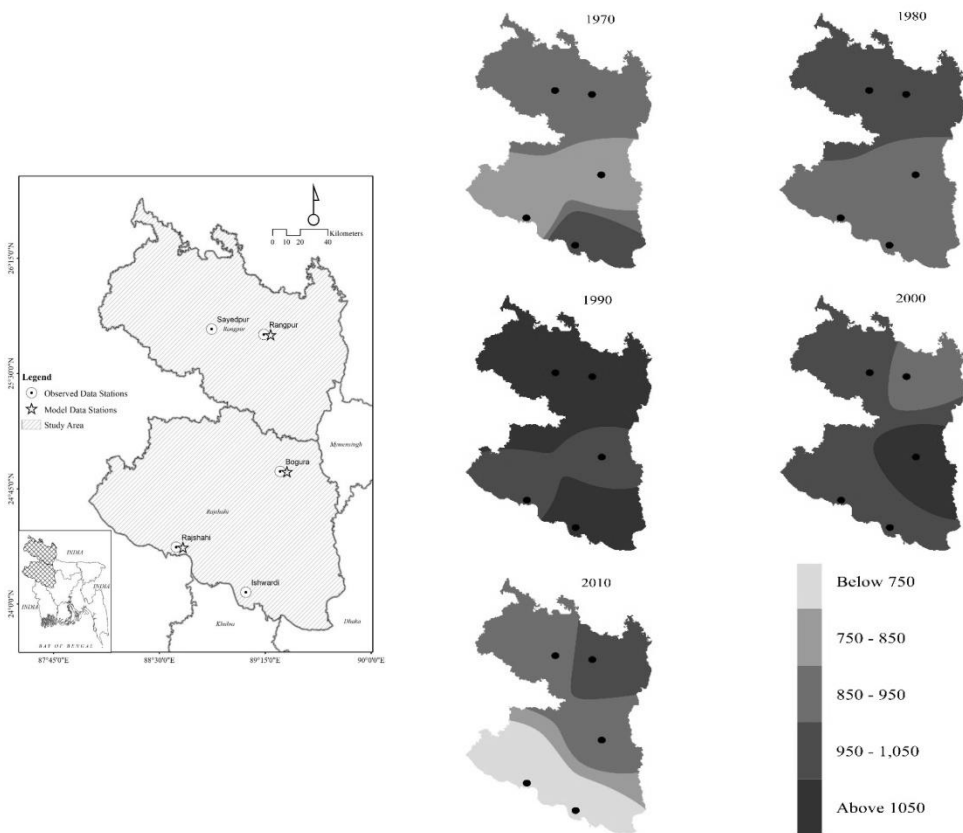 1970
1980
1990
2000
2010
Below 750
750 - 850
850 - 950
950 - 1,050
Above 1050
0 10 20 40 Kilometers
26°15'0"N
25°30'0"N
24°45'0"N
24°0'0"N
87°45'0"E
88°30'0"E
89°15'0"E
90°0'0"E
Sayedpur
Rangpur
Rangpur
Legend
Observed Data Stations
Model Data Stations
Study Area
Mymensingh
Bogura
Rajshahi
Rajshahi
Ishwardi
Khulna
Dhaka
INDIA
INDIA
INDIA
BAY OF BENGAL